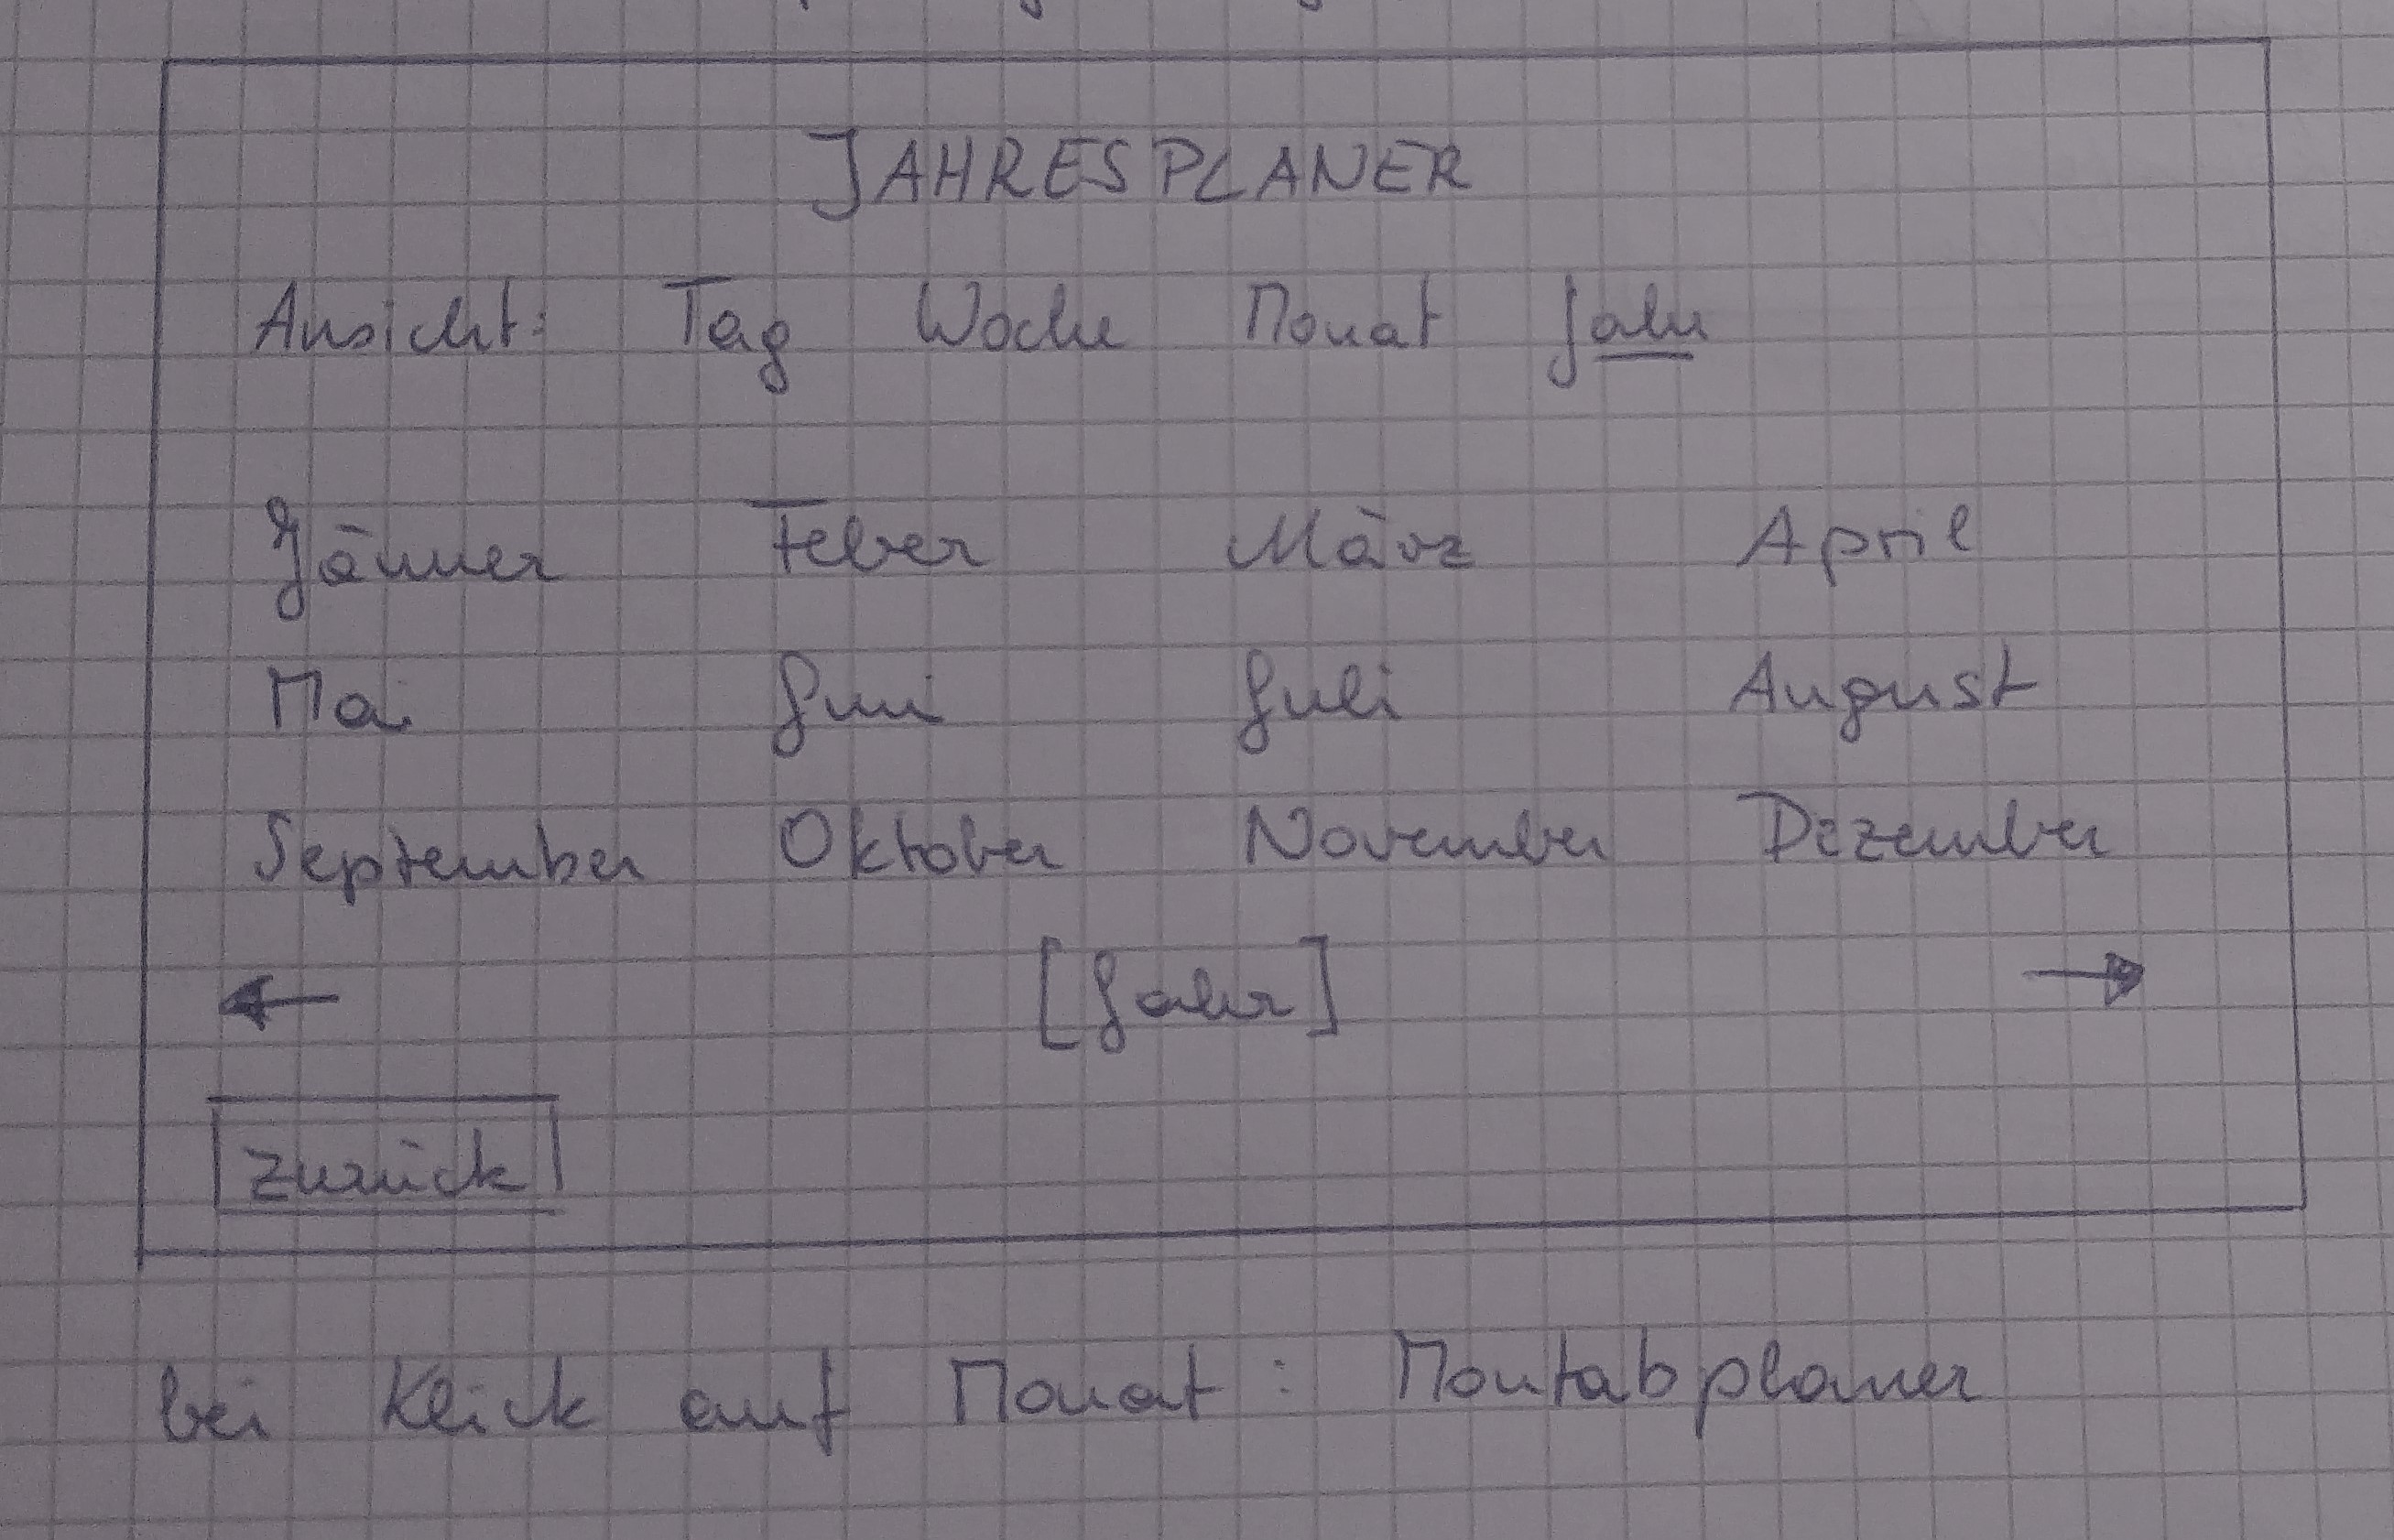 JAHRESPLANER
Ansicht: Tag Woche Monat Jahr
Jänner Feber März April
Mai Juni Juli August
September Oktober November Dezember
← [Jahr] →
zurück
bei Klick auf Monat: Montabplaner